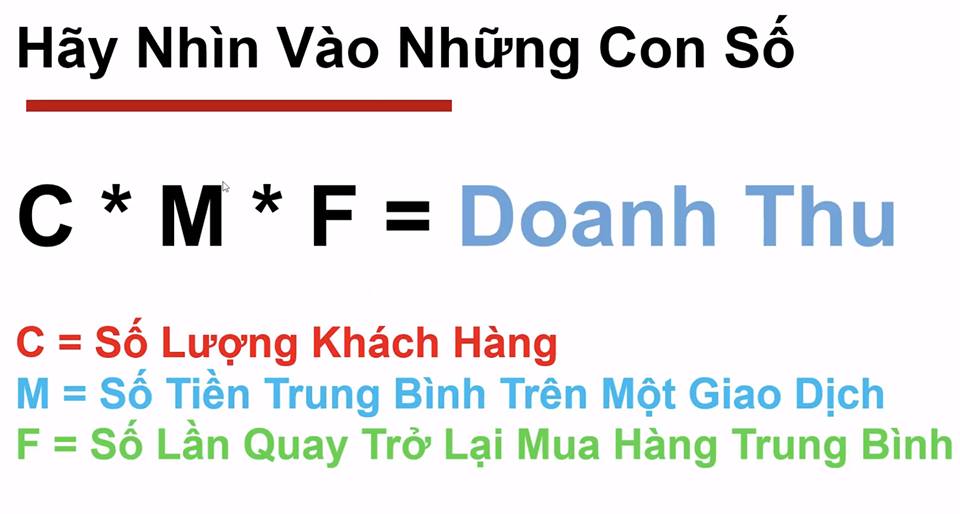 Hãy Nhìn Vào Những Con Số
C * M * F = Doanh Thu
C = Số Lượng Khách Hàng
M = Số Tiền Trung Bình Trên Một Giao Dịch
F = Số Lần Quay Trở Lại Mua Hàng Trung Bình